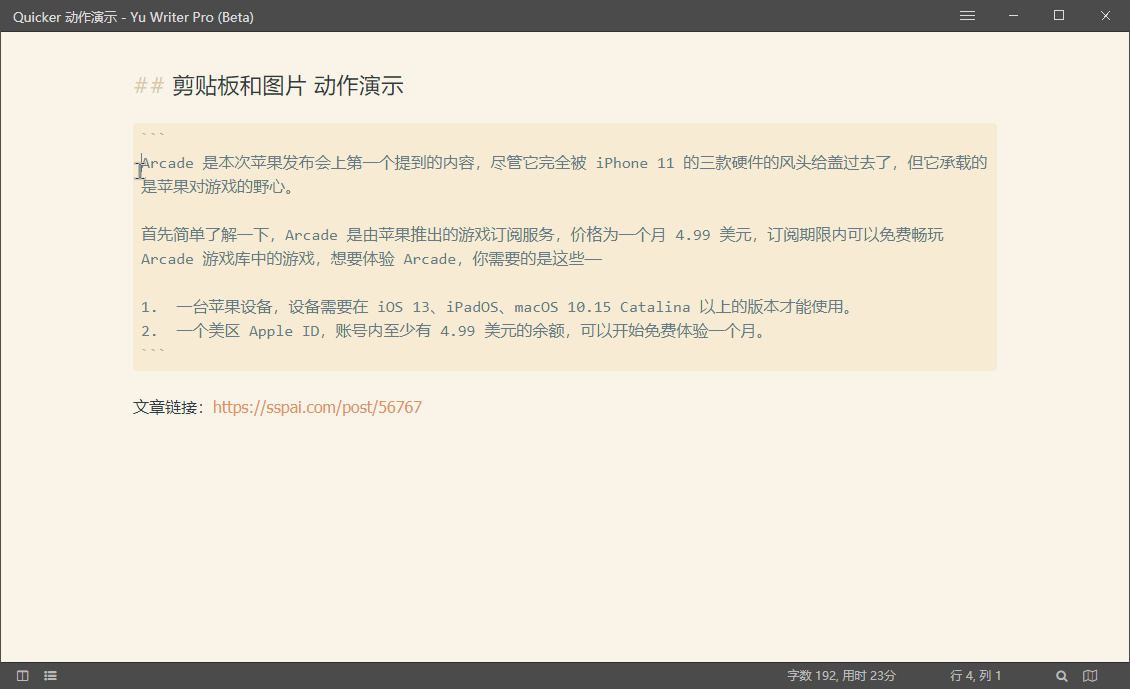 Quicker 动作演示 - Yu Writer Pro (Beta)
## 剪贴板和图片 动作演示
```
Arcade 是本次苹果发布会上第一个提到的内容，尽管它完全被 iPhone 11 的三款硬件的风头给盖过去了，但它承载的
是苹果对游戏的野心。
首先简单了解一下，Arcade 是由苹果推出的游戏订阅服务，价格为一个月 4.99 美元，订阅期限内可以免费畅玩
Arcade 游戏库中的游戏，想要体验 Arcade，你需要的是这些——
1. 一台苹果设备，设备需要在 iOS 13、iPadOS、macOS 10.15 Catalina 以上的版本才能使用。
2. 一个美区 Apple ID，账号内至少有 4.99 美元的余额，可以开始免费体验一个月。
```
文章链接：https://sspai.com/post/56767
字数 192, 用时 23分 行 4, 列 1